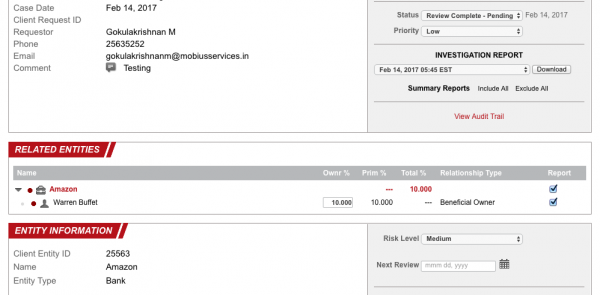 Case Date Feb 14, 2017
Client Request ID
Requestor Gokulakrishnan M
Phone 25635252
Email gokulakrishnanm@mobiusservices.in
Comment Testing
Status Review Complete - Pending Feb 14, 2017
Priority Low
INVESTIGATION REPORT
Feb 14, 2017 05:45 EST Download
Summary Reports Include All Exclude All
View Audit Trail
RELATED ENTITIES
Name Ownr % Prim % Total % Relationship Type Report
Amazon --- 10.000
Warren Buffet 10.000 10.000 --- Beneficial Owner
ENTITY INFORMATION
Client Entity ID 25563
Name Amazon
Entity Type Bank
Risk Level Medium
Next Review mmm dd, yyyy